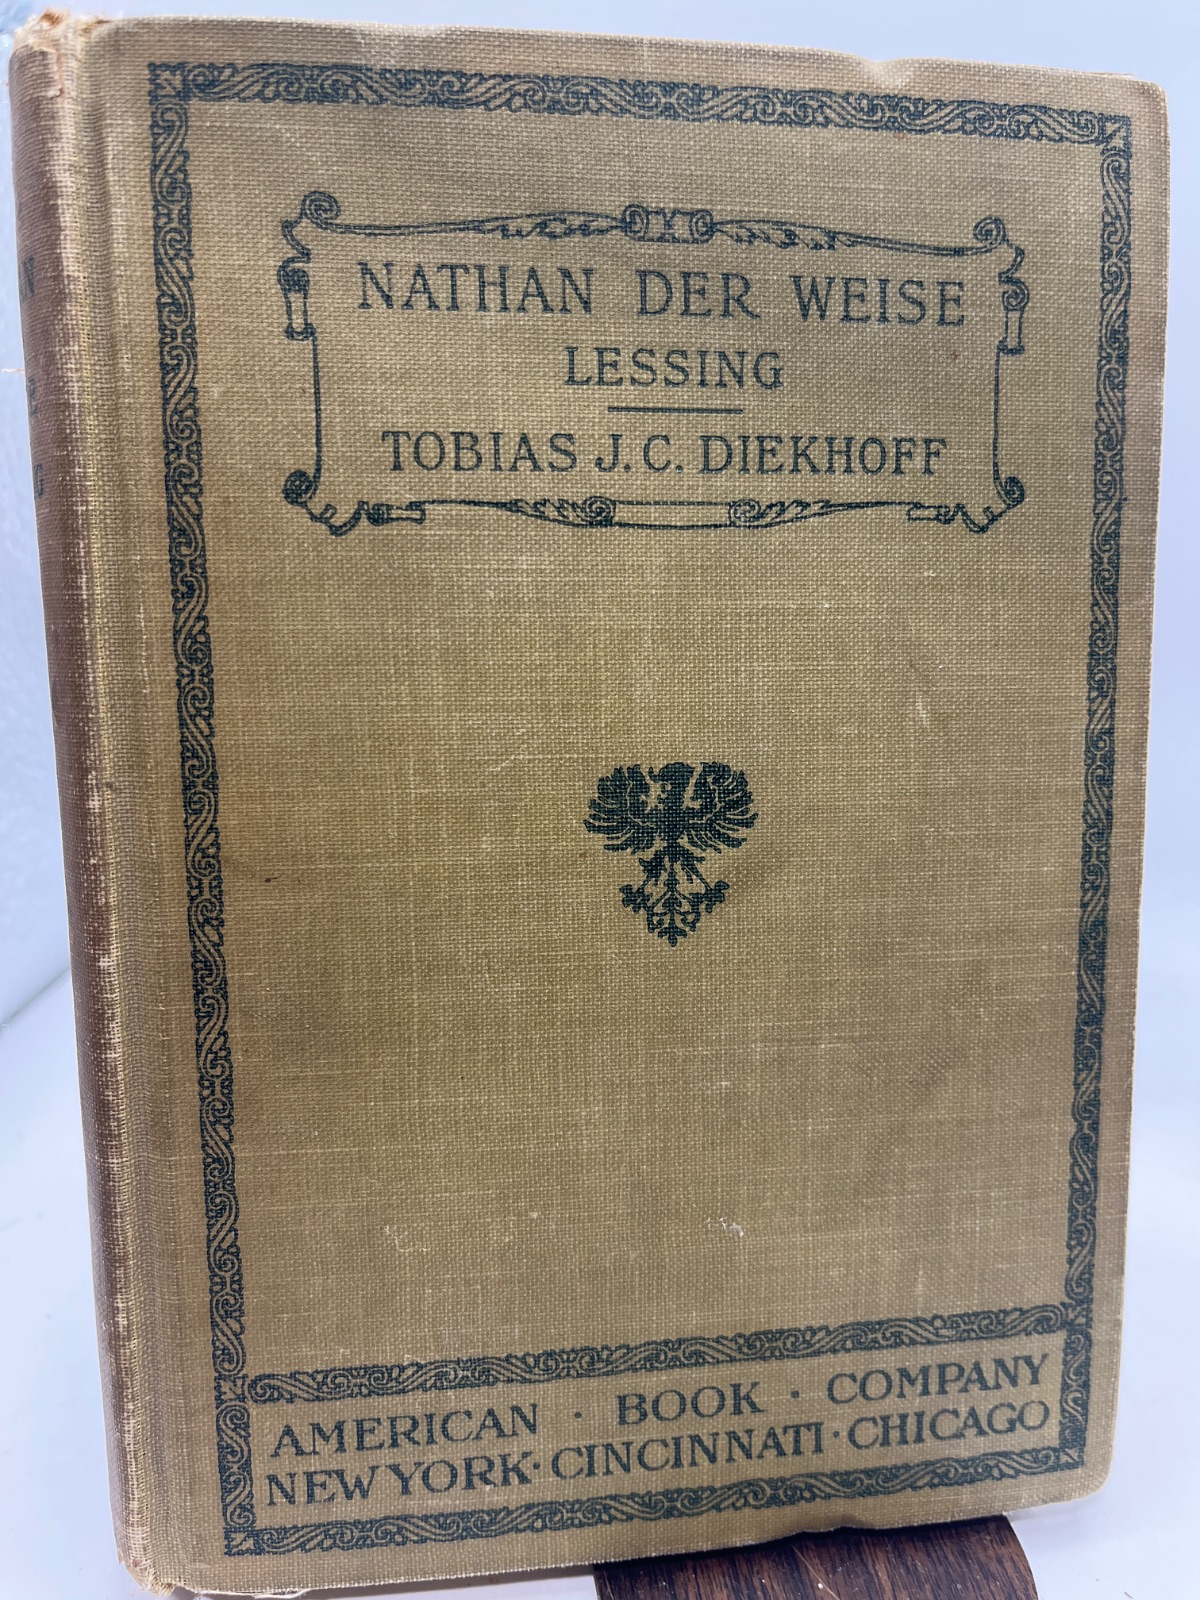 NATHAN DER WEISE
LESSING
TOBIAS J. C. DIEKHOFF
AMERICAN · BOOK · COMPANY
NEW YORK · CINCINNATI · CHICAGO